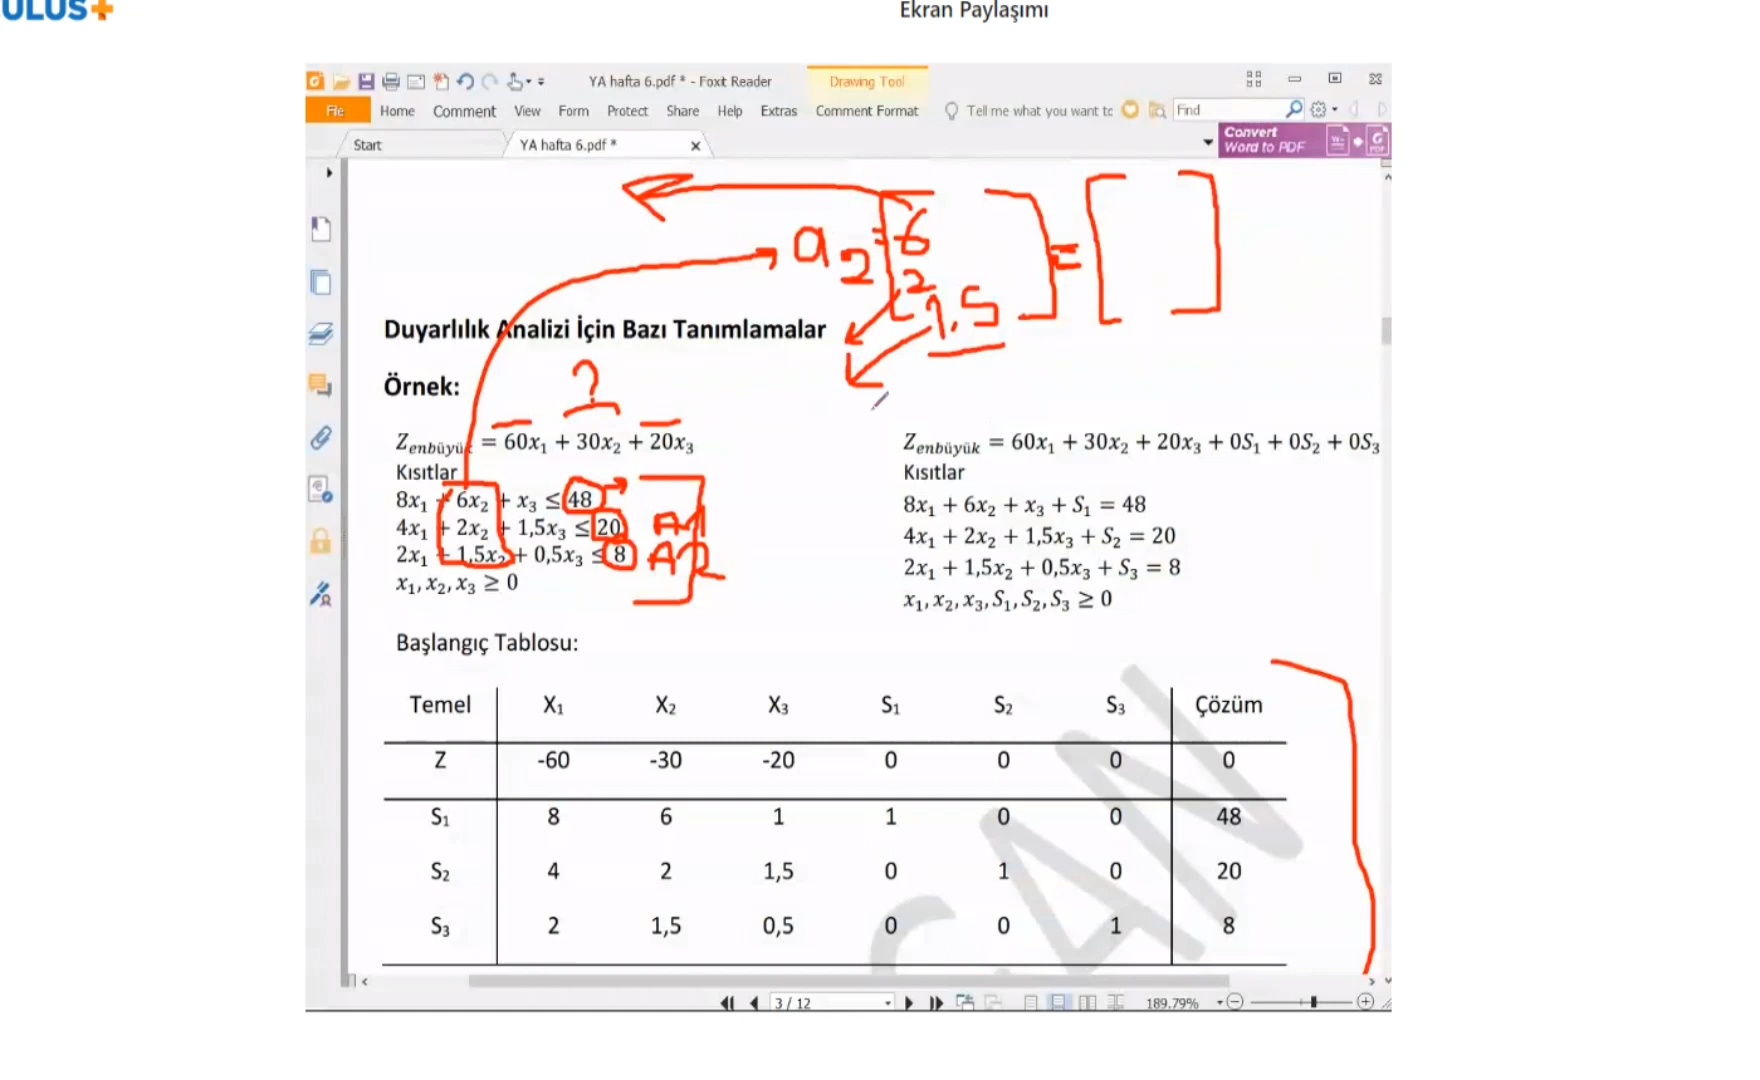 ULUS+
Ekran Paylaşımı
YA hafta 6.pdf * - Foxit Reader
Drawing Tool
File Home Comment View Form Protect Share Help Extras Comment Format Tell me what you want to Find
Start
YA hafta 6.pdf *
Convert
Word to PDF
a2 = 6
2
1.5
=
Duyarlılık Analizi İçin Bazı Tanımlamalar
Örnek:
?
Zenbüyük = 60x₁ + 30x₂ + 20x₃
Kısıtlar
8x₁ + 6x₂ + x₃ ≤ 48
4x₁ + 2x₂ + 1,5x₃ ≤ 20
2x₁ + 1,5x₂ + 0,5x₃ ≤ 8
x₁, x₂, x₃ ≥ 0
Zenbüyük = 60x₁ + 30x₂ + 20x₃ + 0S₁ + 0S₂ + 0S₃
Kısıtlar
8x₁ + 6x₂ + x₃ + S₁ = 48
4x₁ + 2x₂ + 1,5x₃ + S₂ = 20
2x₁ + 1,5x₂ + 0,5x₃ + S₃ = 8
x₁, x₂, x₃, S₁, S₂, S₃ ≥ 0
Başlangıç Tablosu:
Temel X₁ X₂ X₃ S₁ S₂ S₃ Çözüm
Z -60 -30 -20 0 0 0 0
S₁ 8 6 1 1 0 0 48
S₂ 4 2 1,5 0 1 0 20
S₃ 2 1,5 0,5 0 0 1 8
3 / 12
189.79%